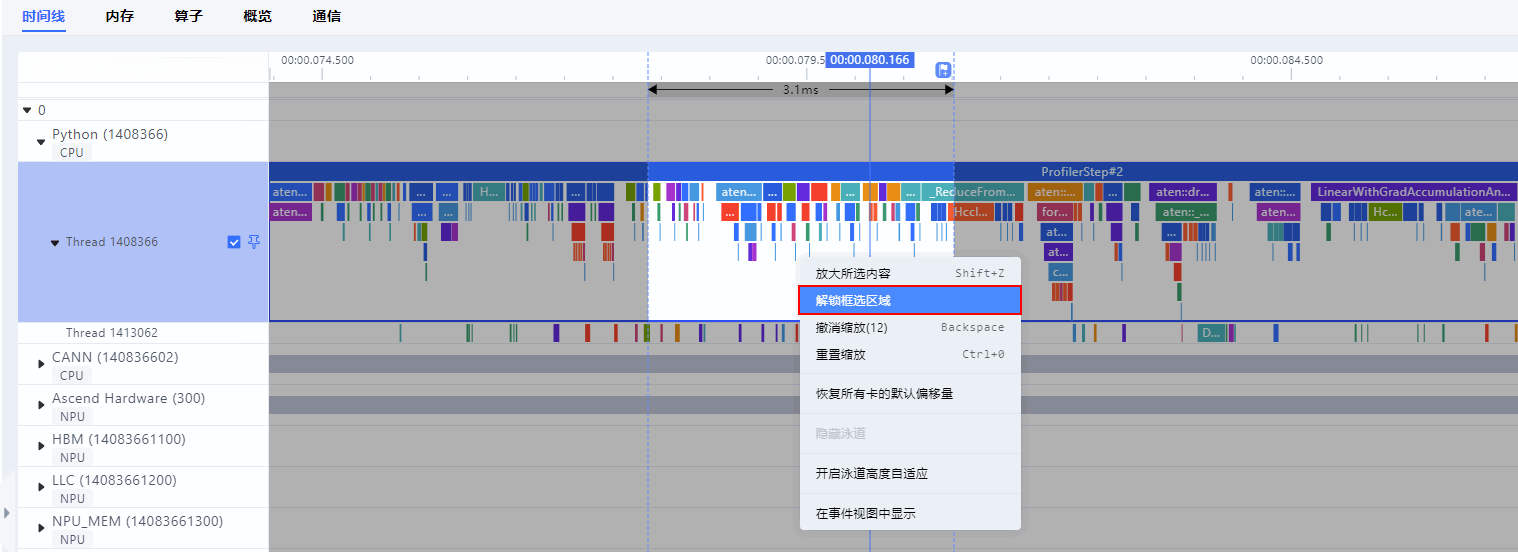 时间线 内存 算子 概览 通信
00:00.074.500 00:00.079.5 00:00.080.166 00:00.084.500
3.1ms
0
Python (1408366)
CPU
ProfilerStep#2
aten... ... ... H... ... ... aten... ... ... ... _ReduceFrom... aten::... aten::dr... aten::... LinearWithGradAccumulationAn...
aten... ... ... Hccl... for... aten::_... aten... Hc... ate...
Thread 1408366
at... ...
at...
c...
放大所选内容 Shift+Z
解锁框选区域
撤消缩放(12) Backspace
Thread 1413062
D...
重置缩放 Ctrl+0
CANN (140836602)
CPU
恢复所有卡的默认偏移量
Ascend Hardware (300)
NPU
隐藏泳道
HBM (14083661100)
NPU
开启泳道高度自适应
LLC (14083661200)
NPU
在事件视图中显示
NPU_MEM (14083661300)
NPU